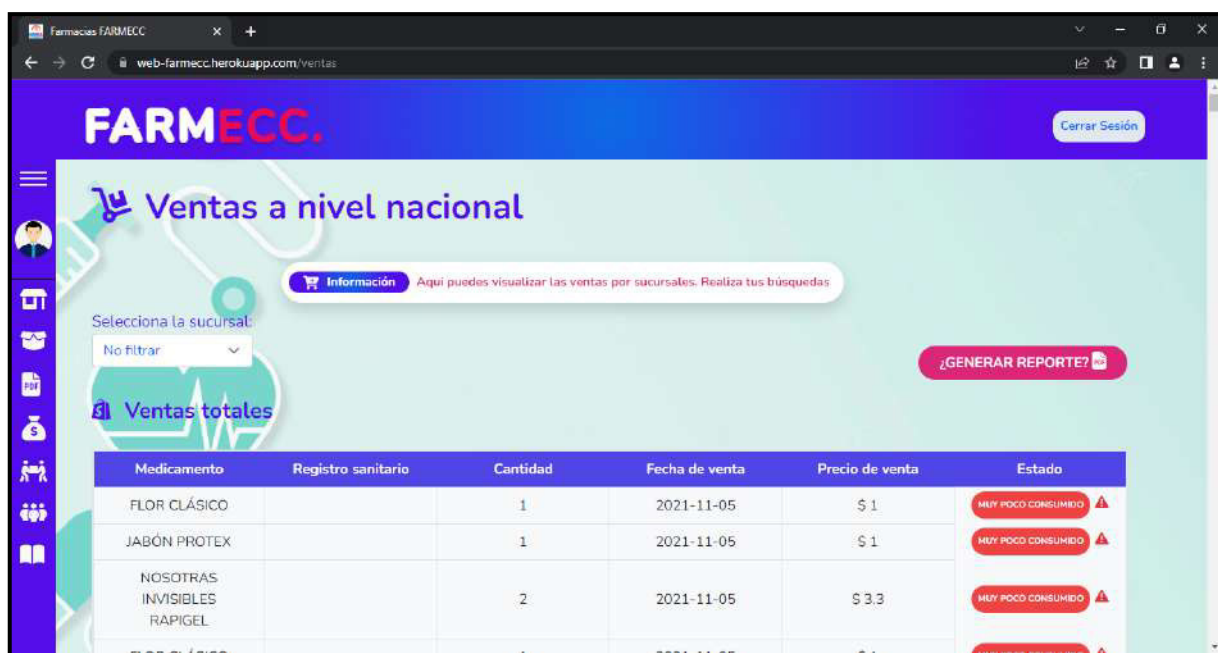 Farmacias FARMECC
web-farmecc.herokuapp.com/ventas
FARMECC.
Cerrar Sesión
Ventas a nivel nacional
Información Aquí puedes visualizar las ventas por sucursales. Realiza tus búsquedas
Selecciona la sucursal:
No filtrar
¿GENERAR REPORTE?
PDF
Ventas totales
Medicamento Registro sanitario Cantidad Fecha de venta Precio de venta Estado
FLOR CLÁSICO 1 2021-11-05 $ 1 MUY POCO CONSUMIDO
JABÓN PROTEX 1 2021-11-05 $ 1 MUY POCO CONSUMIDO
NOSOTRAS
INVISIBLES 2 2021-11-05 $ 3.3 MUY POCO CONSUMIDO
RAPIGEL